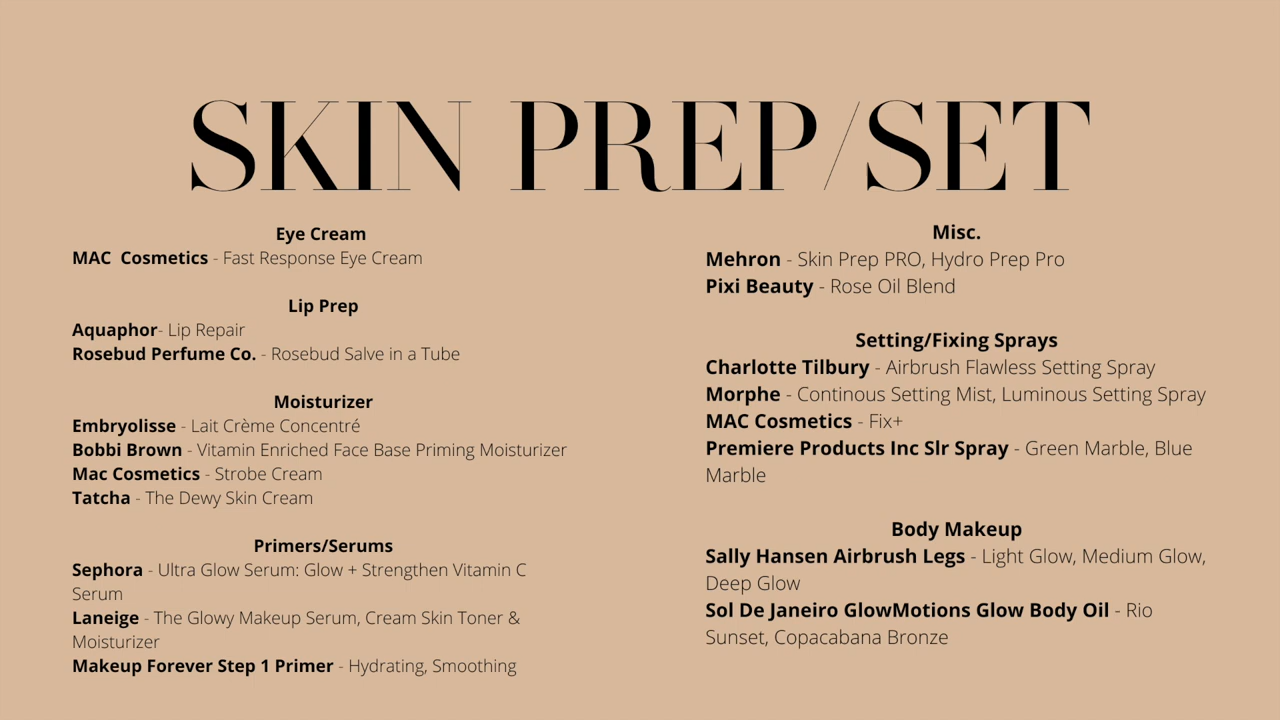 SKIN PREP/SET
Eye Cream
MAC  Cosmetics - Fast Response Eye Cream
Lip Prep
Aquaphor- Lip Repair
Rosebud Perfume Co. - Rosebud Salve in a Tube
Moisturizer
Embryolisse - Lait Crème Concentré
Bobbi Brown - Vitamin Enriched Face Base Priming Moisturizer
Mac Cosmetics - Strobe Cream
Tatcha - The Dewy Skin Cream
Primers/Serums
Sephora - Ultra Glow Serum: Glow + Strengthen Vitamin C
Serum
Laneige - The Glowy Makeup Serum, Cream Skin Toner &
Moisturizer
Makeup Forever Step 1 Primer - Hydrating, Smoothing
Misc.
Mehron - Skin Prep PRO, Hydro Prep Pro
Pixi Beauty - Rose Oil Blend
Setting/Fixing Sprays
Charlotte Tilbury - Airbrush Flawless Setting Spray
Morphe - Continous Setting Mist, Luminous Setting Spray
MAC Cosmetics - Fix+
Premiere Products Inc Slr Spray - Green Marble, Blue
Marble
Body Makeup
Sally Hansen Airbrush Legs - Light Glow, Medium Glow,
Deep Glow
Sol De Janeiro GlowMotions Glow Body Oil - Rio
Sunset, Copacabana Bronze